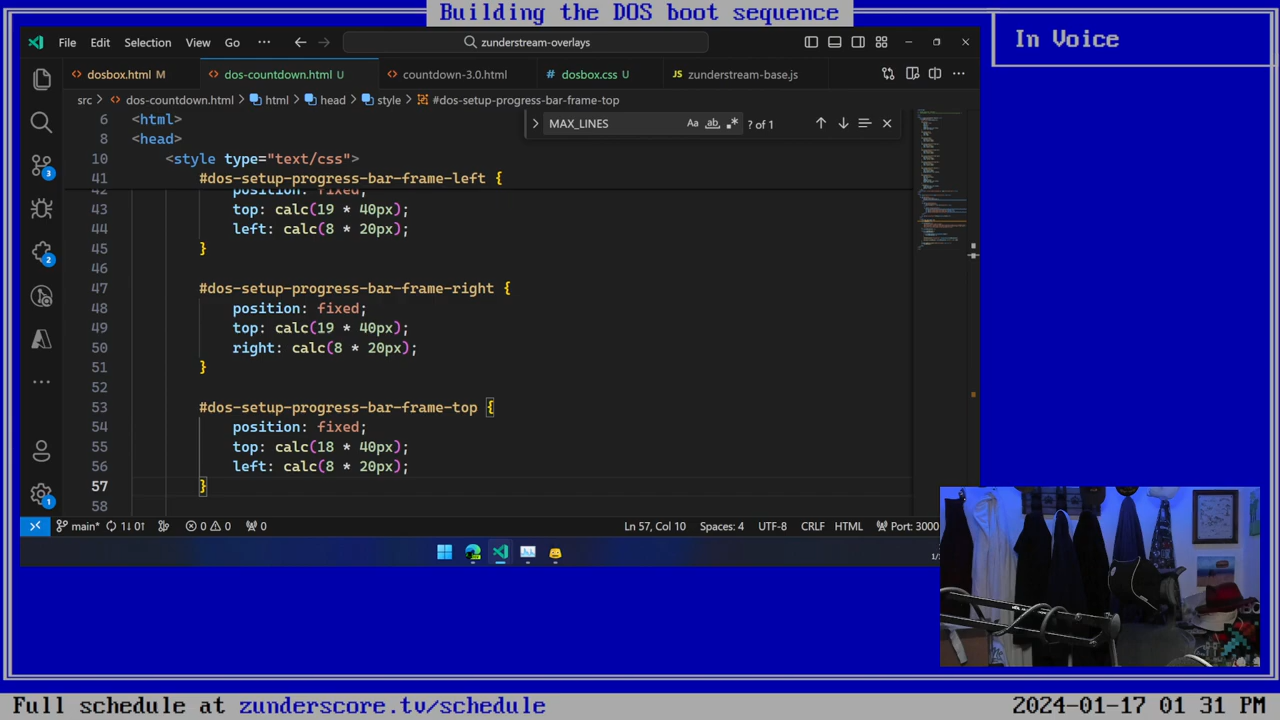 Building the DOS boot sequence
In Voice
File Edit Selection View Go ··· zunderstream-overlays
dosbox.html M dos-countdown.html U countdown-3.0.html dosbox.css U zunderstream-base.js
src > dos-countdown.html > html > head > style > #dos-setup-progress-bar-frame-top
MAX_LINES Aa ab .* ? of 1
6 <html>
8 <head>
10 <style type="text/css">
41 #dos-setup-progress-bar-frame-left {
42 position: fixed;
43 top: calc(19 * 40px);
44 left: calc(8 * 20px);
45 }
46
47 #dos-setup-progress-bar-frame-right {
48 position: fixed;
49 top: calc(19 * 40px);
50 right: calc(8 * 20px);
51 }
52
53 #dos-setup-progress-bar-frame-top {
54 position: fixed;
55 top: calc(18 * 40px);
56 left: calc(8 * 20px);
57 }
58
3
2
1
main* 1↓ 0↑ 0 0 0 Ln 57, Col 10 Spaces: 4 UTF-8 CRLF HTML Port: 3000
1/
Full schedule at zunderscore.tv/schedule 2024-01-17 01 31 PM